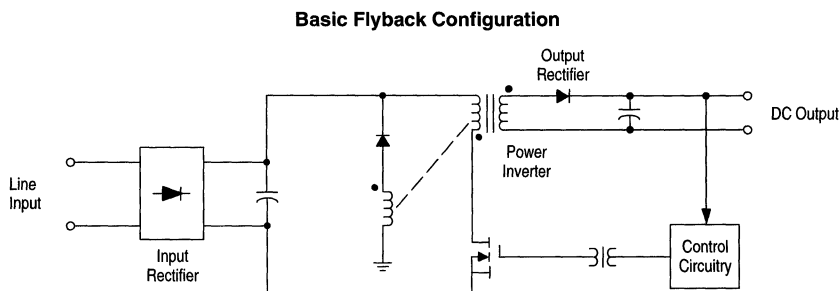 Basic Flyback Configuration
Output
Rectifier
DC Output
Power
Inverter
Line
Input
Input
Rectifier
Control
Circuitry